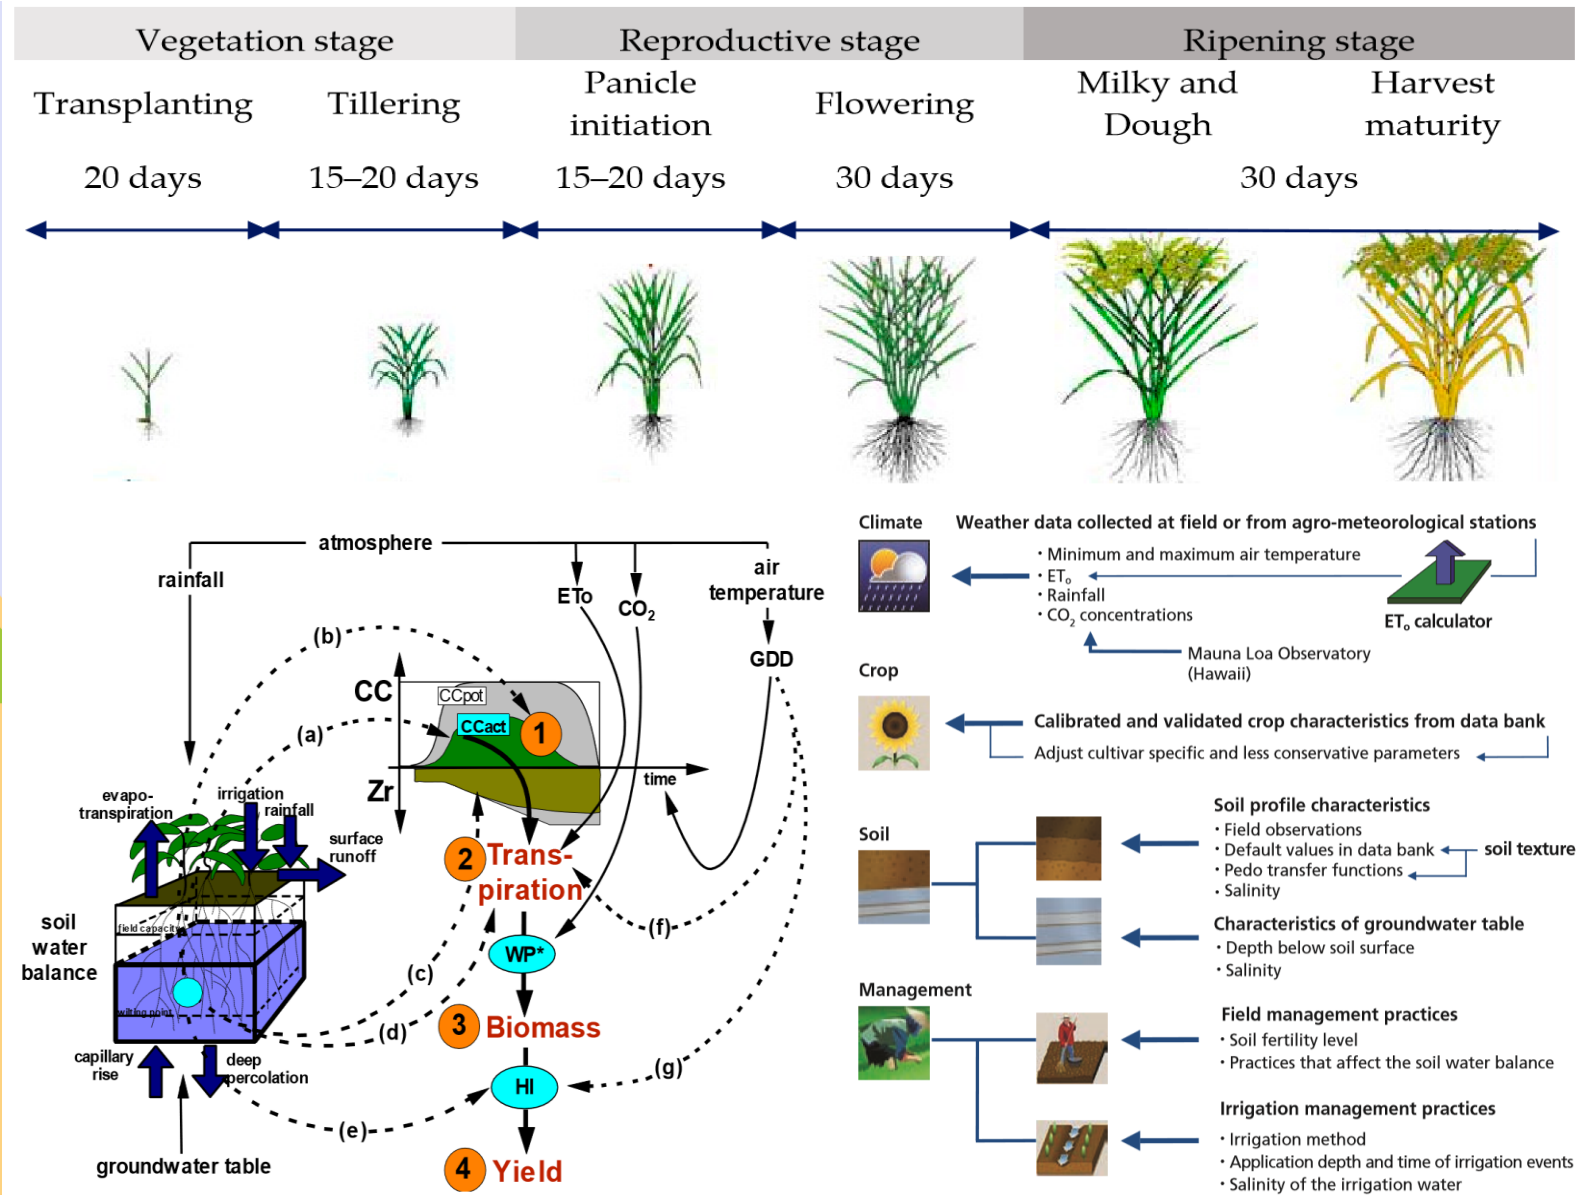 Vegetation stage
Reproductive stage
Ripening stage
Transplanting
Tillering
Panicle
initiation
Flowering
Milky and
Dough
Harvest
maturity
20 days
15–20 days
15–20 days
30 days
30 days
atmosphere
rainfall
ETo
CO2
air
temperature
GDD
(b)
(a)
CC
CCpot
CCact
1
time
Zr
evapo-
transpiration
irrigation
rainfall
surface
runoff
soil
water
balance
field capacity
wilting point
2
Trans-
piration
(f)
WP*
(c)
(d)
3
Biomass
capillary
rise
deep
percolation
(g)
HI
(e)
groundwater table
4
Yield
Climate
Weather data collected at field or from agro-meteorological stations
· Minimum and maximum air temperature
· ETo
· Rainfall
· CO2 concentrations
ETo calculator
Mauna Loa Observatory
(Hawaii)
Crop
Calibrated and validated crop characteristics from data bank
Adjust cultivar specific and less conservative parameters
Soil
Soil profile characteristics
· Field observations
· Default values in data bank
· Pedo transfer functions
· Salinity
soil texture
Characteristics of groundwater table
· Depth below soil surface
· Salinity
Management
Field management practices
· Soil fertility level
· Practices that affect the soil water balance
Irrigation management practices
· Irrigation method
· Application depth and time of irrigation events
· Salinity of the irrigation water